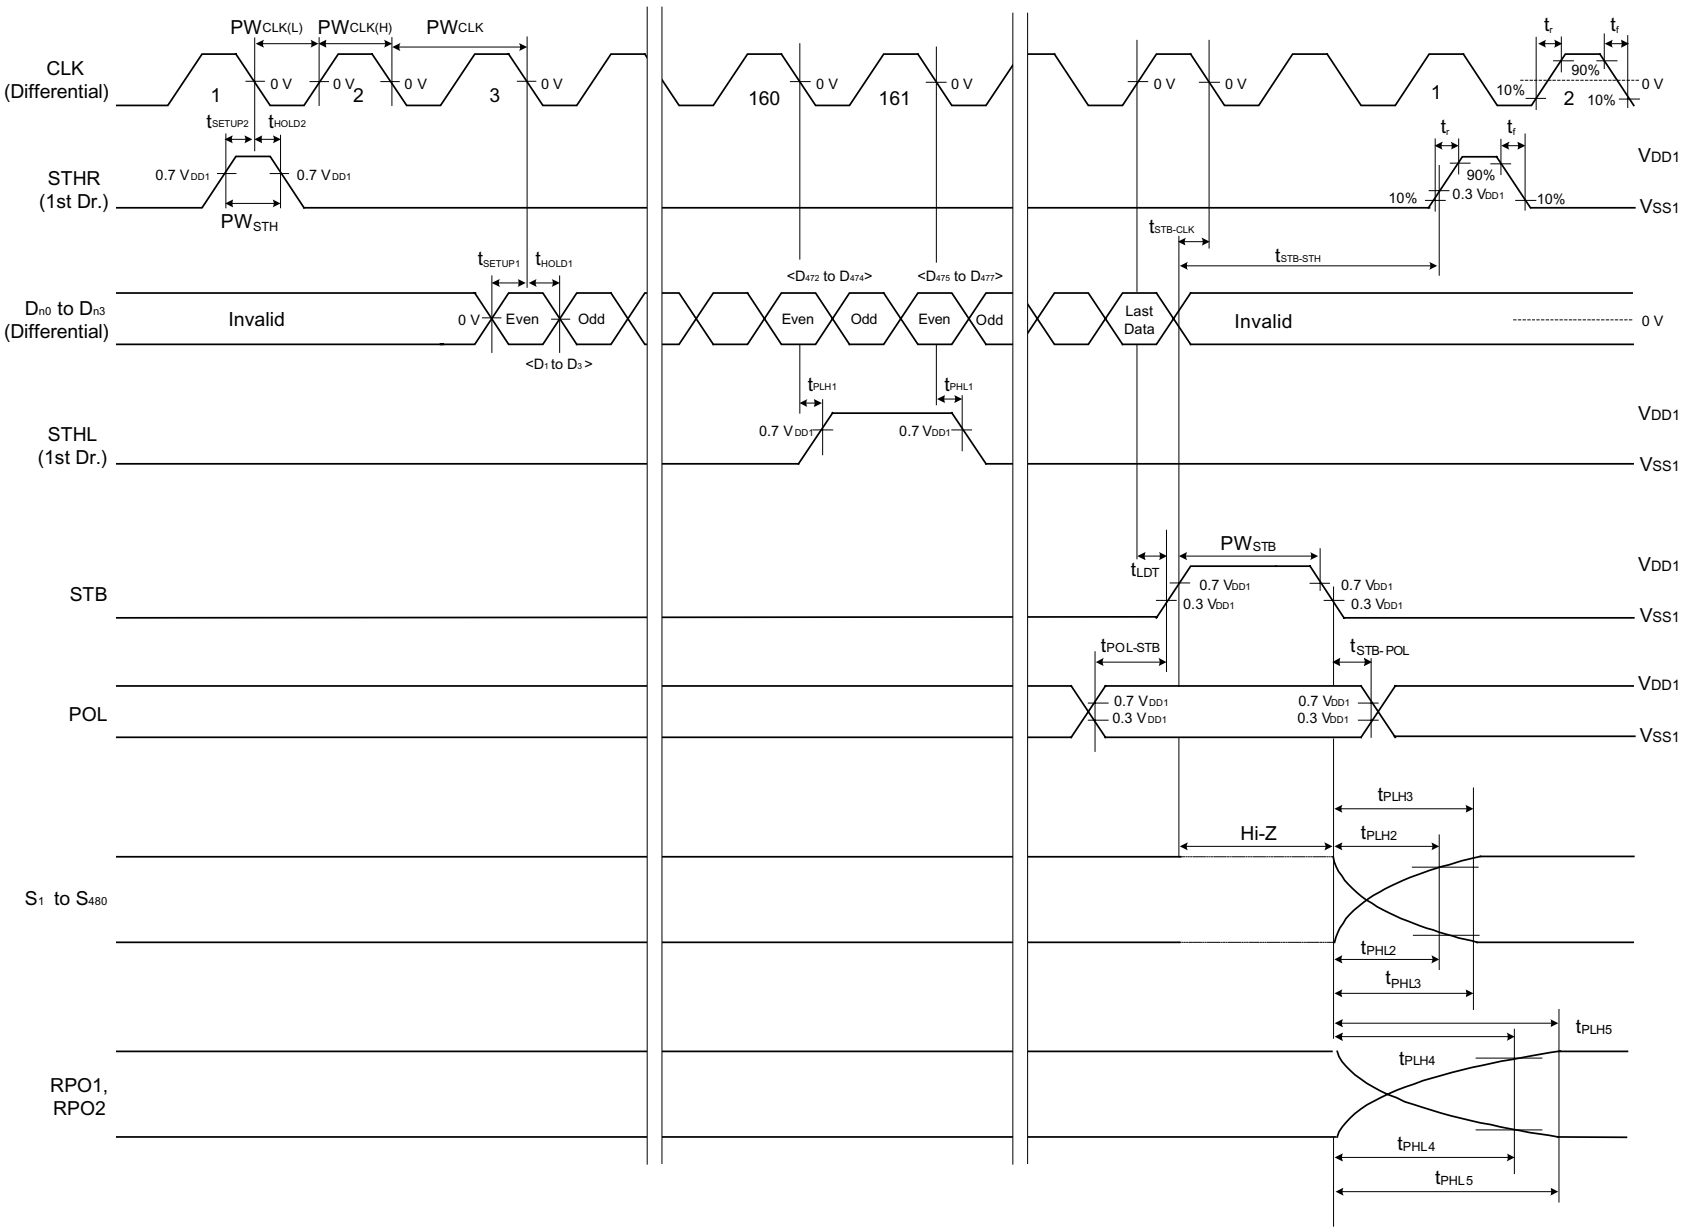 PWCLK(L) PWCLK(H) PWCLK tr tf
CLK
(Differential)
1 0 V 0 V 2 0 V 3 0 V 160 0 V 161 0 V 0 V 0 V 1 10% 90% 2 10% 0 V
tSETUP2 tHOLD2 tr tf
STHR
(1st Dr.)
0.7 VDD1 0.7 VDD1 10% 90% 0.3 VDD1 10% VDD1
VSS1
PWSTH
tSTB-CLK
tSETUP1 tHOLD1 tSTB-STH
<D472 to D474> <D475 to D477>
Dn0 to Dn3
(Differential)
Invalid 0 V Even Odd Even Odd Even Odd Last
Data Invalid 0 V
<D1 to D3>
tPLH1 tPHL1
STHL
(1st Dr.)
0.7 VDD1 0.7 VDD1 VDD1
VSS1
tLDT PWSTB
STB
0.7 VDD1 0.7 VDD1 VDD1
0.3 VDD1 0.3 VDD1 VSS1
tPOL-STB tSTB-POL
POL
0.7 VDD1 0.7 VDD1 VDD1
0.3 VDD1 0.3 VDD1 VSS1
tPLH3
Hi-Z tPLH2
S1 to S480
tPHL2
tPHL3
tPLH5
tPLH4
RPO1,
RPO2
tPHL4
tPHL5